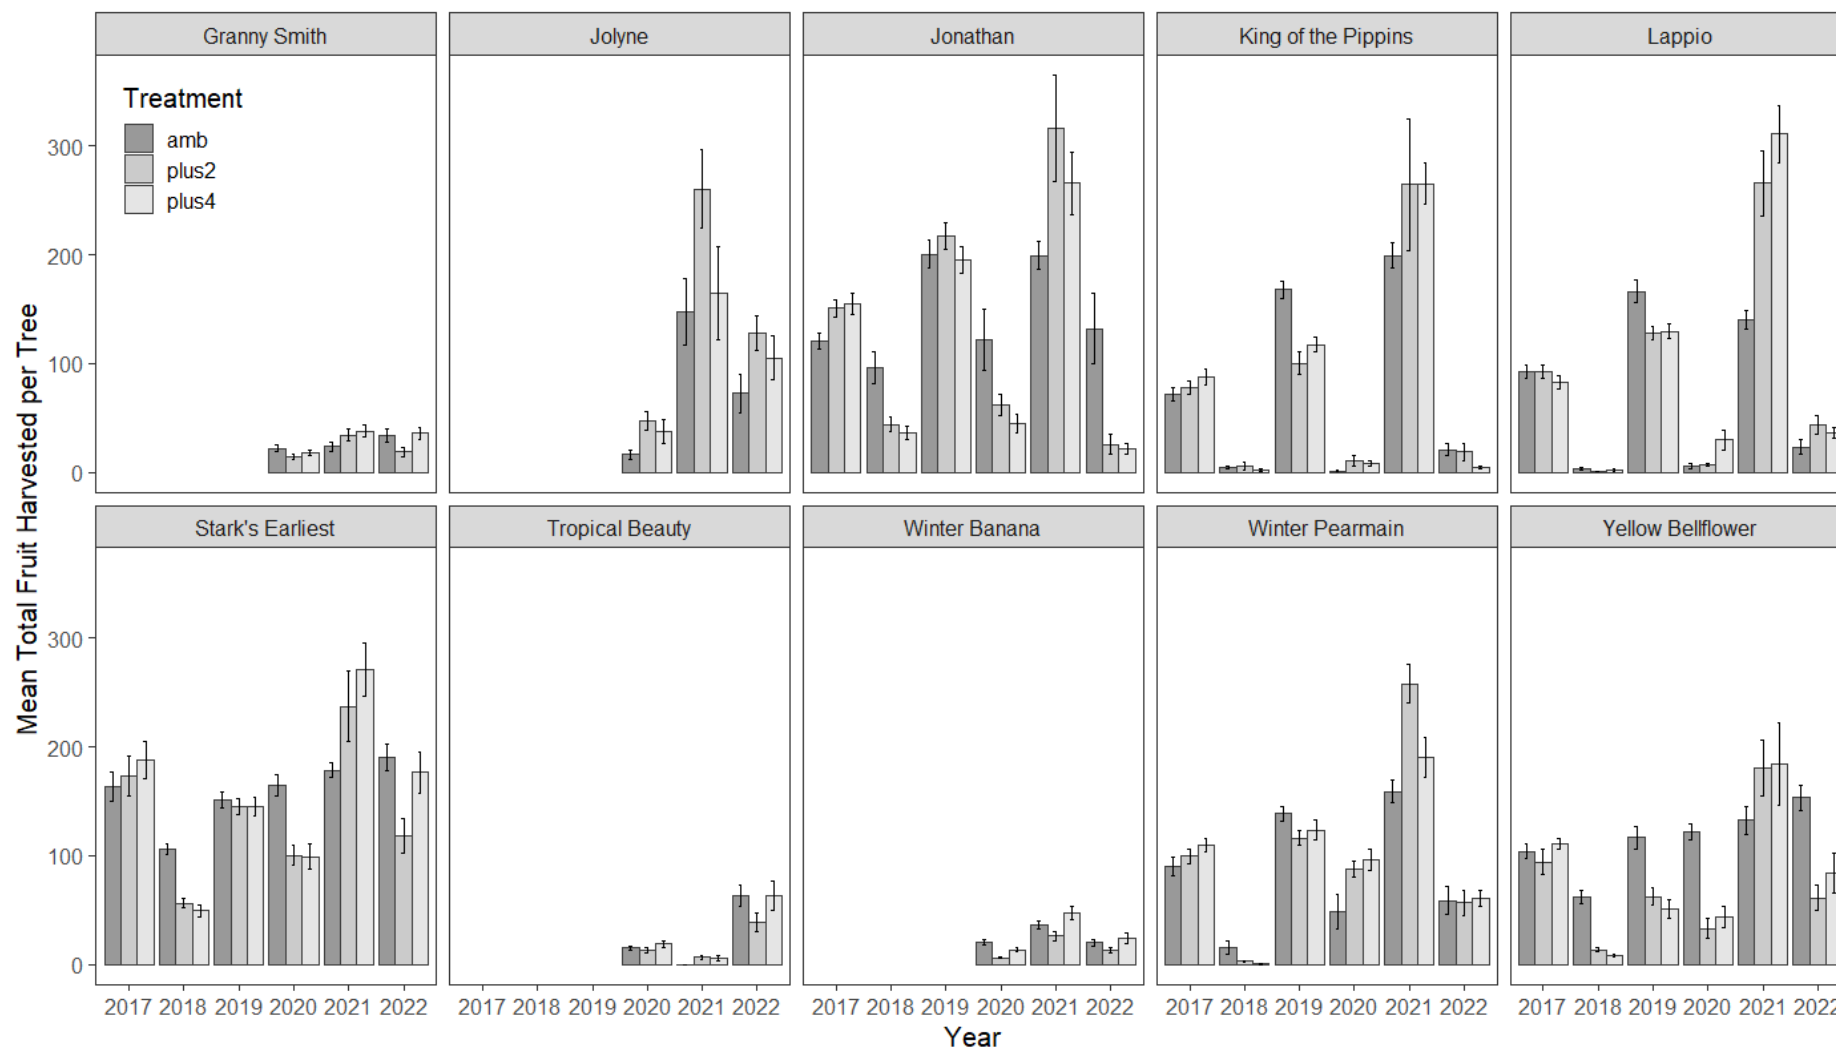 Granny Smith
Jolyne
Jonathan
King of the Pippins
Lappio
Treatment
amb
plus2
plus4
300
200
100
0
Mean Total Fruit Harvested per Tree
Stark's Earliest
Tropical Beauty
Winter Banana
Winter Pearmain
Yellow Bellflower
300
200
100
0
2017 2018 2019 2020 2021 2022
2017 2018 2019 2020 2021 2022
2017 2018 2019 2020 2021 2022
2017 2018 2019 2020 2021 2022
2017 2018 2019 2020 2021 2022
Year